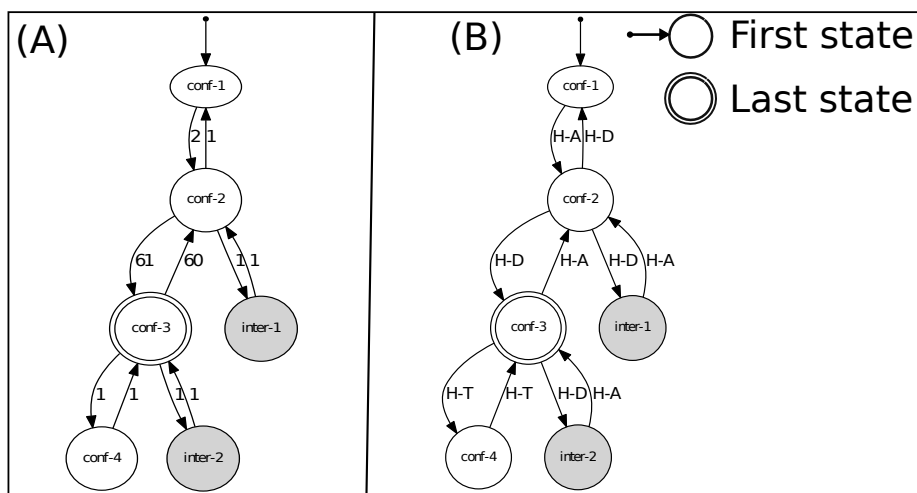 (A)
conf-1
2 1
conf-2
61 60 1 1
conf-3 inter-1
1 1 1 1
conf-4 inter-2
(B)
First state
Last state
conf-1
H-A H-D
conf-2
H-D H-A H-D H-A
conf-3 inter-1
H-T H-T H-D H-A
conf-4 inter-2